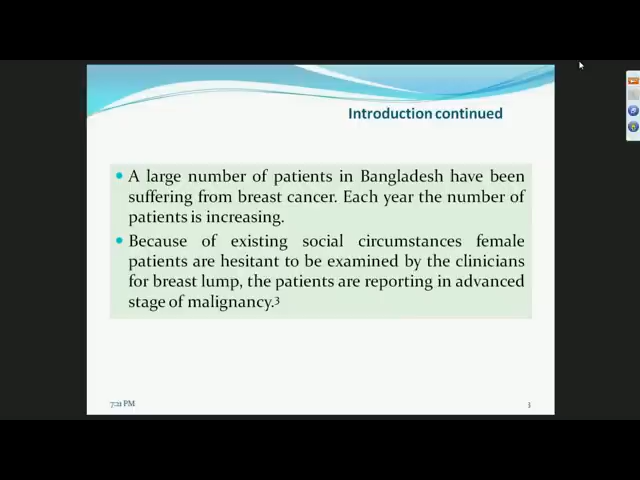 Introduction continued
A large number of patients in Bangladesh have been
suffering from breast cancer. Each year the number of
patients is increasing.
Because of existing social circumstances female
patients are hesitant to be examined by the clinicians
for breast lump, the patients are reporting in advanced
stage of malignancy.3
7:21 PM
3